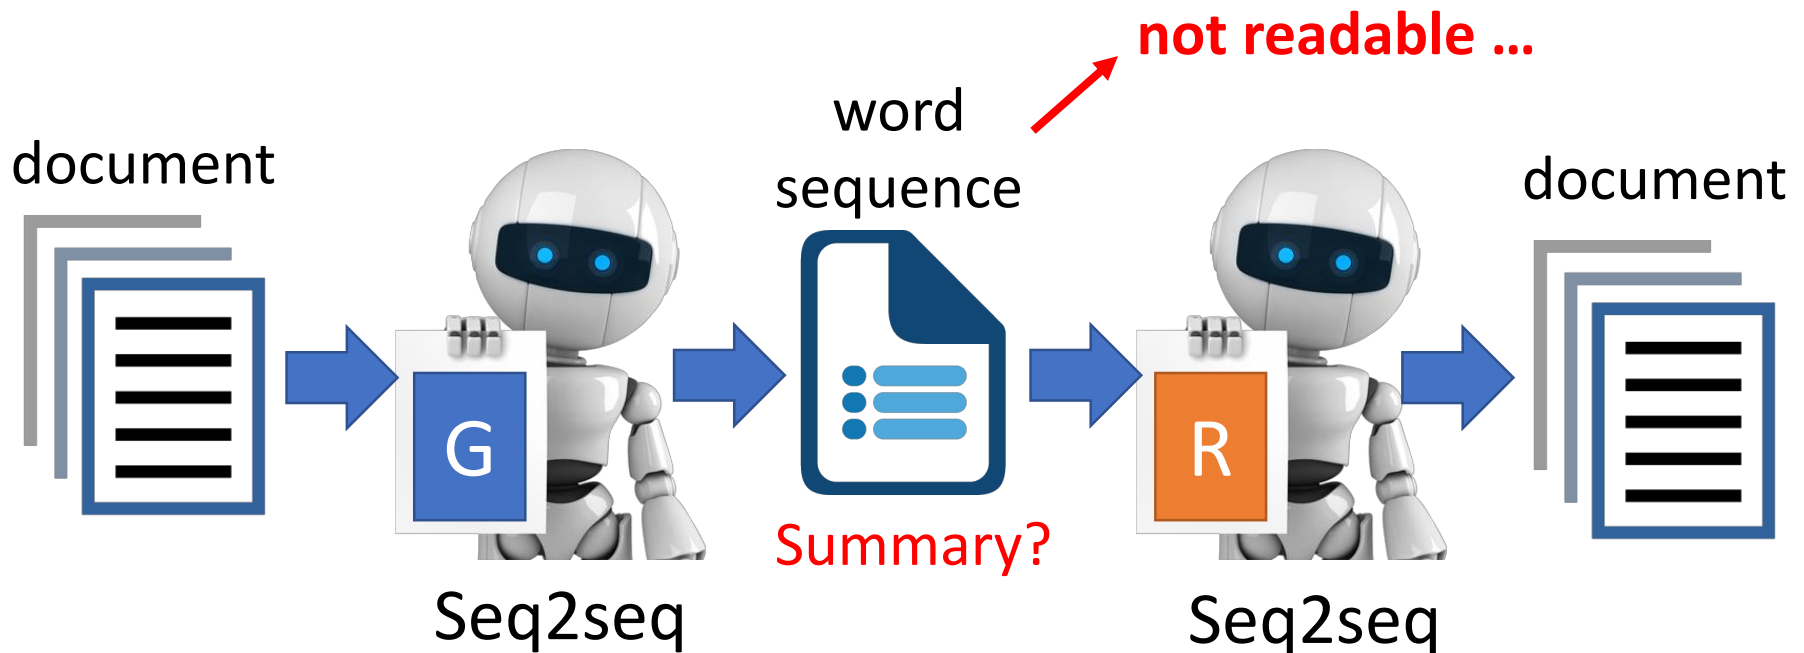 not readable …
word
sequence
document
document
G
R
Summary?
Seq2seq
Seq2seq